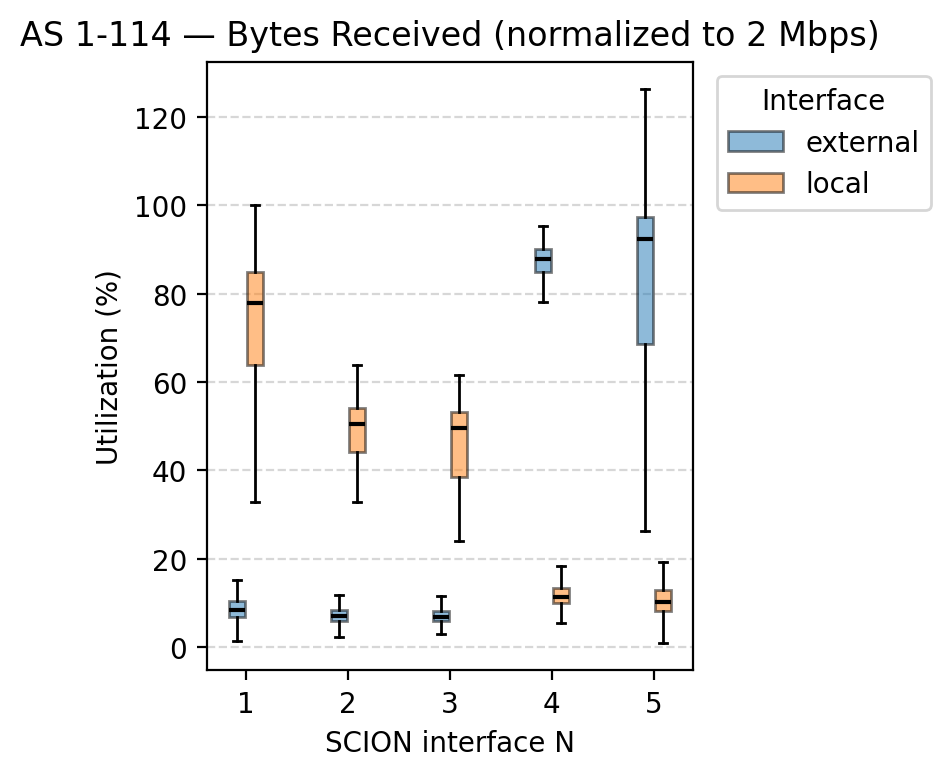 AS 1-114 — Bytes Received (normalized to 2 Mbps)
Interface
external
local
Utilization (%)
120
100
80
60
40
20
0
1 2 3 4 5
SCION interface N